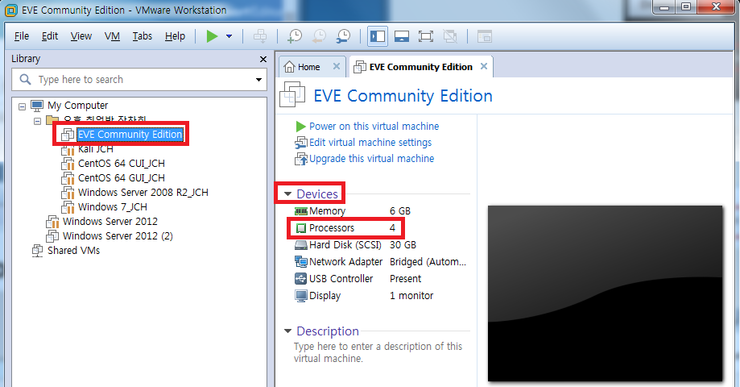 EVE Community Edition - VMware Workstation
File Edit View VM Tabs Help
Library
Type here to search
My Computer
EVE Community Edition
Kali JCH
CentOS 64 CUI_JCH
CentOS 64 GUI_JCH
Windows Server 2008 R2_JCH
Windows 7_JCH
Windows Server 2012
Windows Server 2012 (2)
Shared VMs
Home
EVE Community Edition
EVE Community Edition
Power on this virtual machine
Edit virtual machine settings
Upgrade this virtual machine
Devices
Memory 6 GB
Processors 4
Hard Disk (SCSI) 30 GB
Network Adapter Bridged (Autom...
USB Controller Present
Display 1 monitor
Description
Type here to enter a description of this
virtual machine.